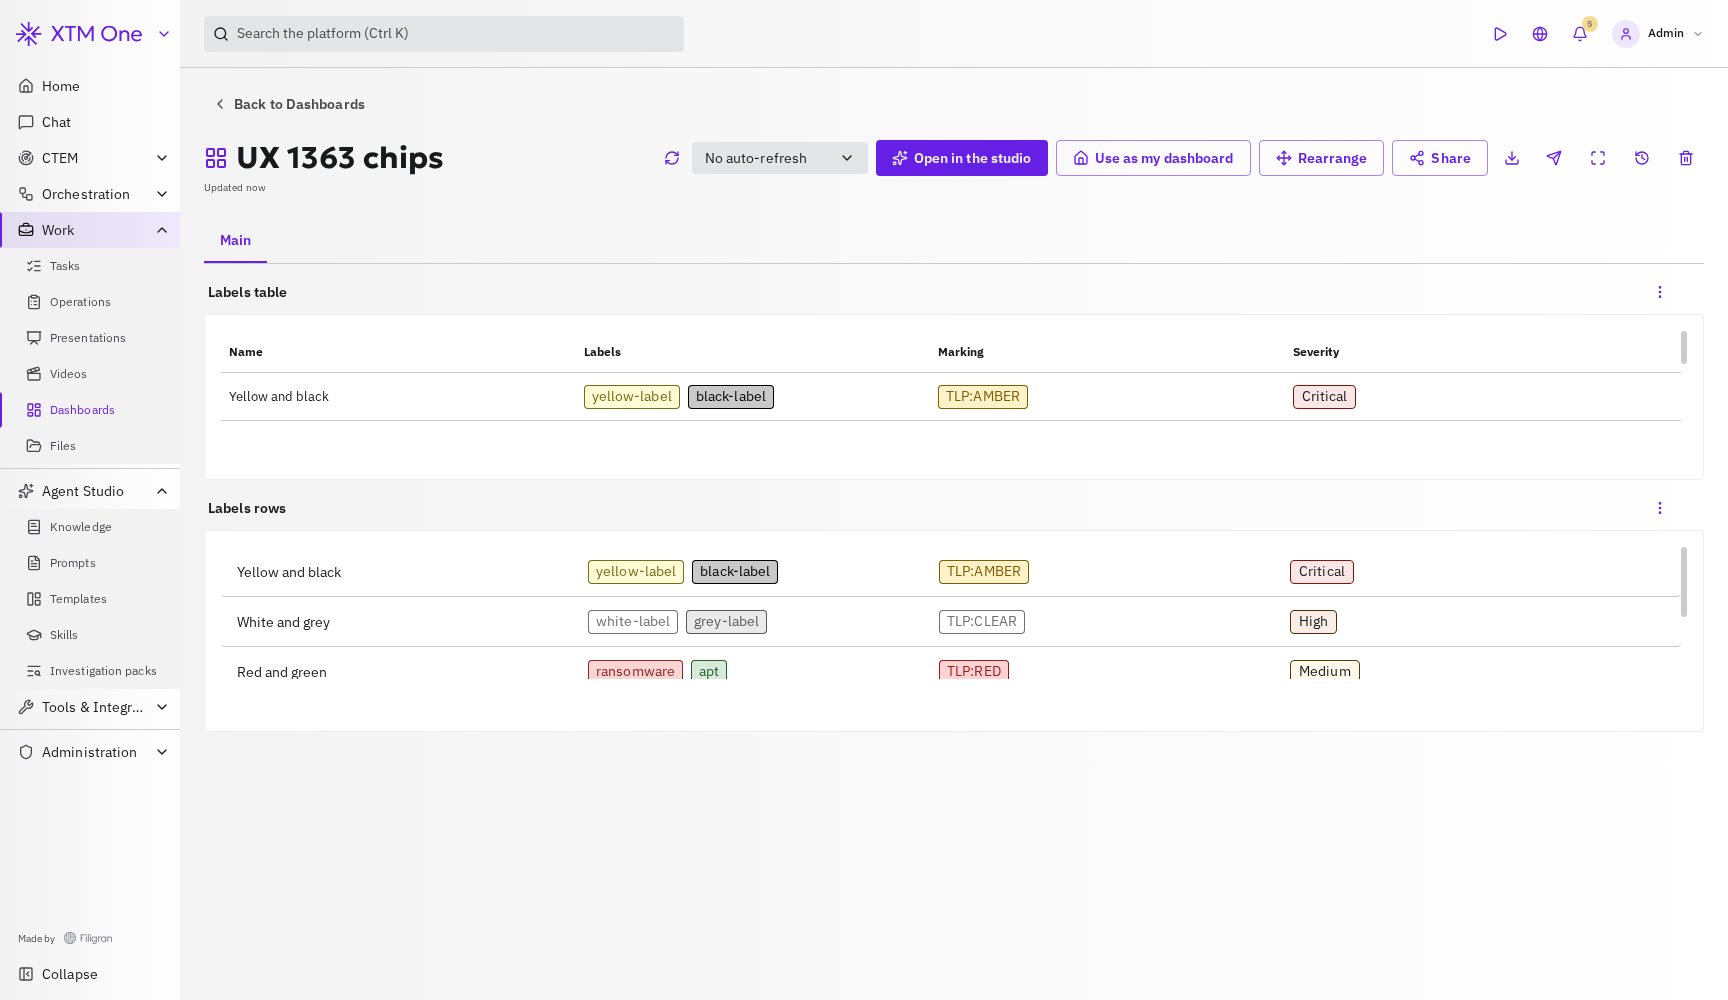 XTM One
Search the platform (Ctrl K)
5
Admin
Home
Chat
CTEM
Orchestration
Work
Tasks
Operations
Presentations
Videos
Dashboards
Files
Agent Studio
Knowledge
Prompts
Templates
Skills
Investigation packs
Tools & Integr...
Administration
Made by Filigran
Collapse
Back to Dashboards
UX 1363 chips
Updated now
No auto-refresh
Open in the studio
Use as my dashboard
Rearrange
Share
Main
Labels table
Name Labels Marking Severity
Yellow and black yellow-label black-label TLP:AMBER Critical
Labels rows
Yellow and black yellow-label black-label TLP:AMBER Critical
White and grey white-label grey-label TLP:CLEAR High
Red and green ransomware apt TLP:RED Medium